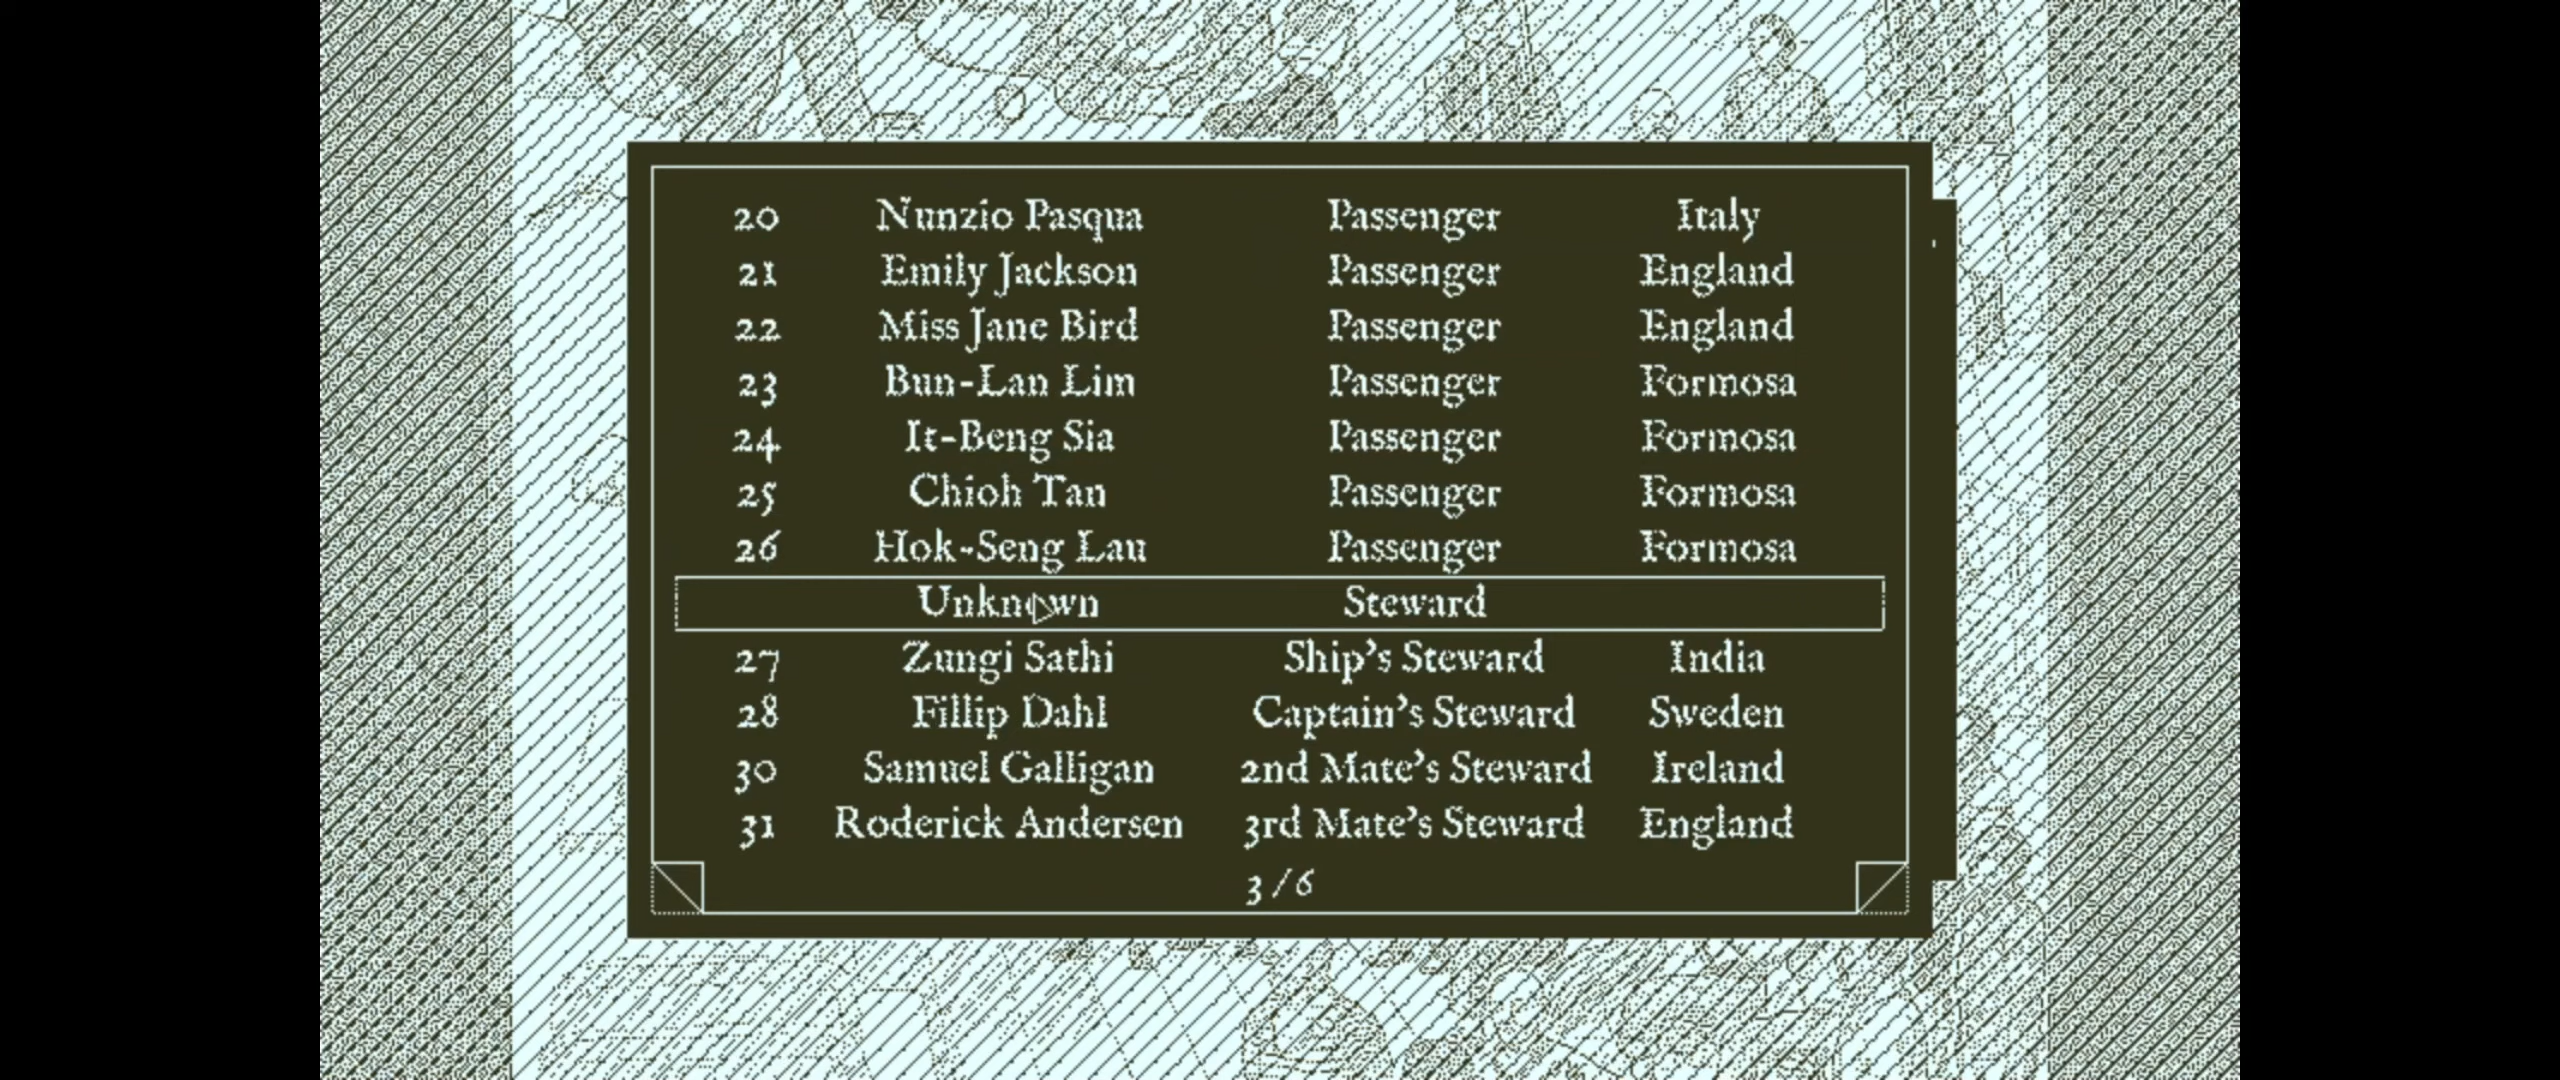 20 Nunzio Pasqua Passenger Italy
21 Emily Jackson Passenger England
22 Miss Jane Bird Passenger England
23 Bun-Lan Lim Passenger Formosa
24 It-Beng Sia Passenger Formosa
25 Chioh Tan Passenger Formosa
26 Hok-Seng Lau Passenger Formosa
Unknown Steward
27 Zungi Sathi Ship's Steward India
28 Fillip Dahl Captain's Steward Sweden
30 Samuel Galligan 2nd Mate's Steward Ireland
31 Roderick Andersen 3rd Mate's Steward England
3/6